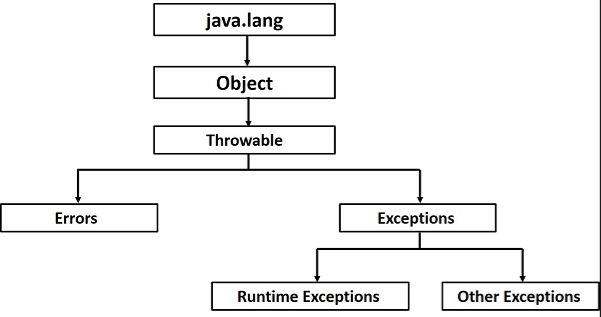 java.lang
Object
Throwable
Errors
Exceptions
Runtime Exceptions
Other Exceptions